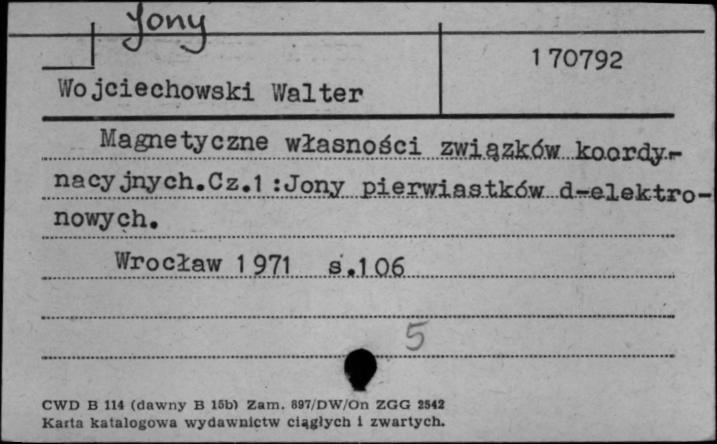 Jony
170792
Wojciechowski Walter
Magnetyczne własności związków koordy-
nacyjnych.Cz.1:Jony pierwiastków d-elektro-
nowych.
Wrocław 1971 s.106
5
CWD B 114 (dawny B 15b) Zam. 897/DW/On ZGG 2542
Karta katalogowa wydawnictw ciągłych i zwartych.